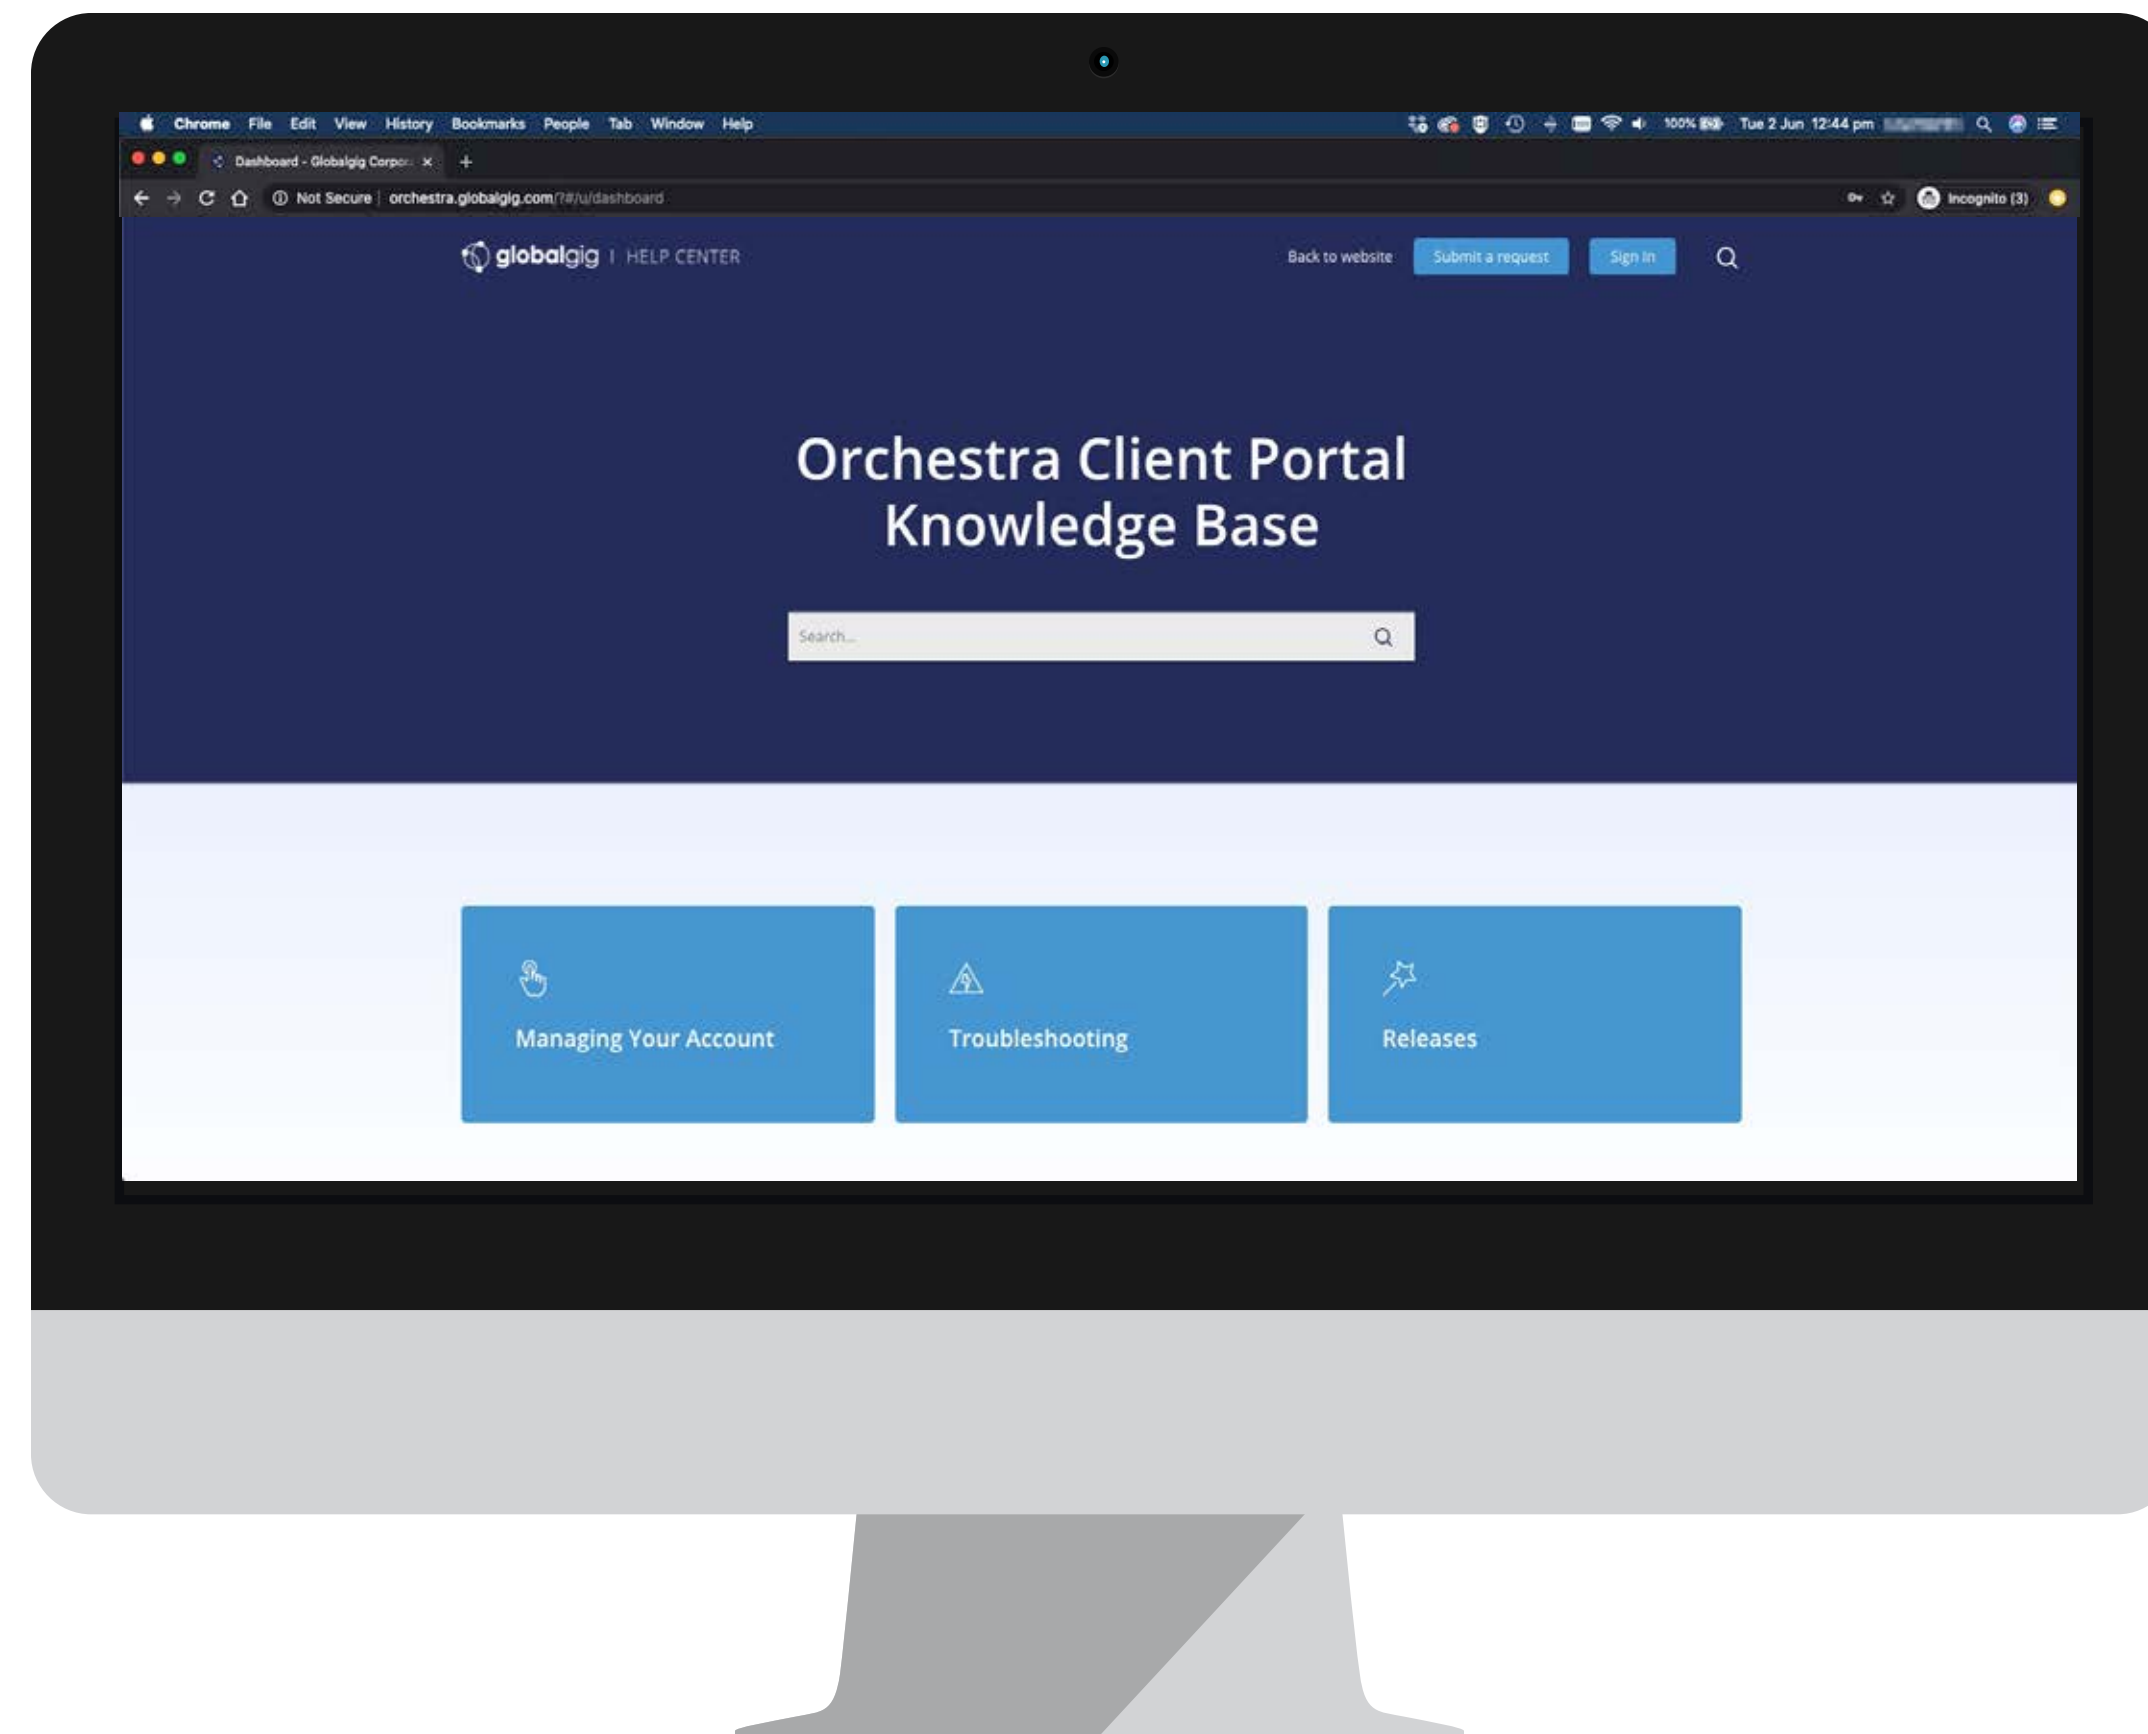 Chrome File Edit View History Bookmarks People Tab Window Help
100% Tue 2 Jun 12:44 pm
Dashboard - Globalgig Corpor
Not Secure orchestra.globalgig.com/?#/u/dashboard
Incognito (3)
globalgig | HELP CENTER
Back to website
Submit a request
Sign In
Orchestra Client Portal
Knowledge Base
Search...
Managing Your Account
Troubleshooting
Releases